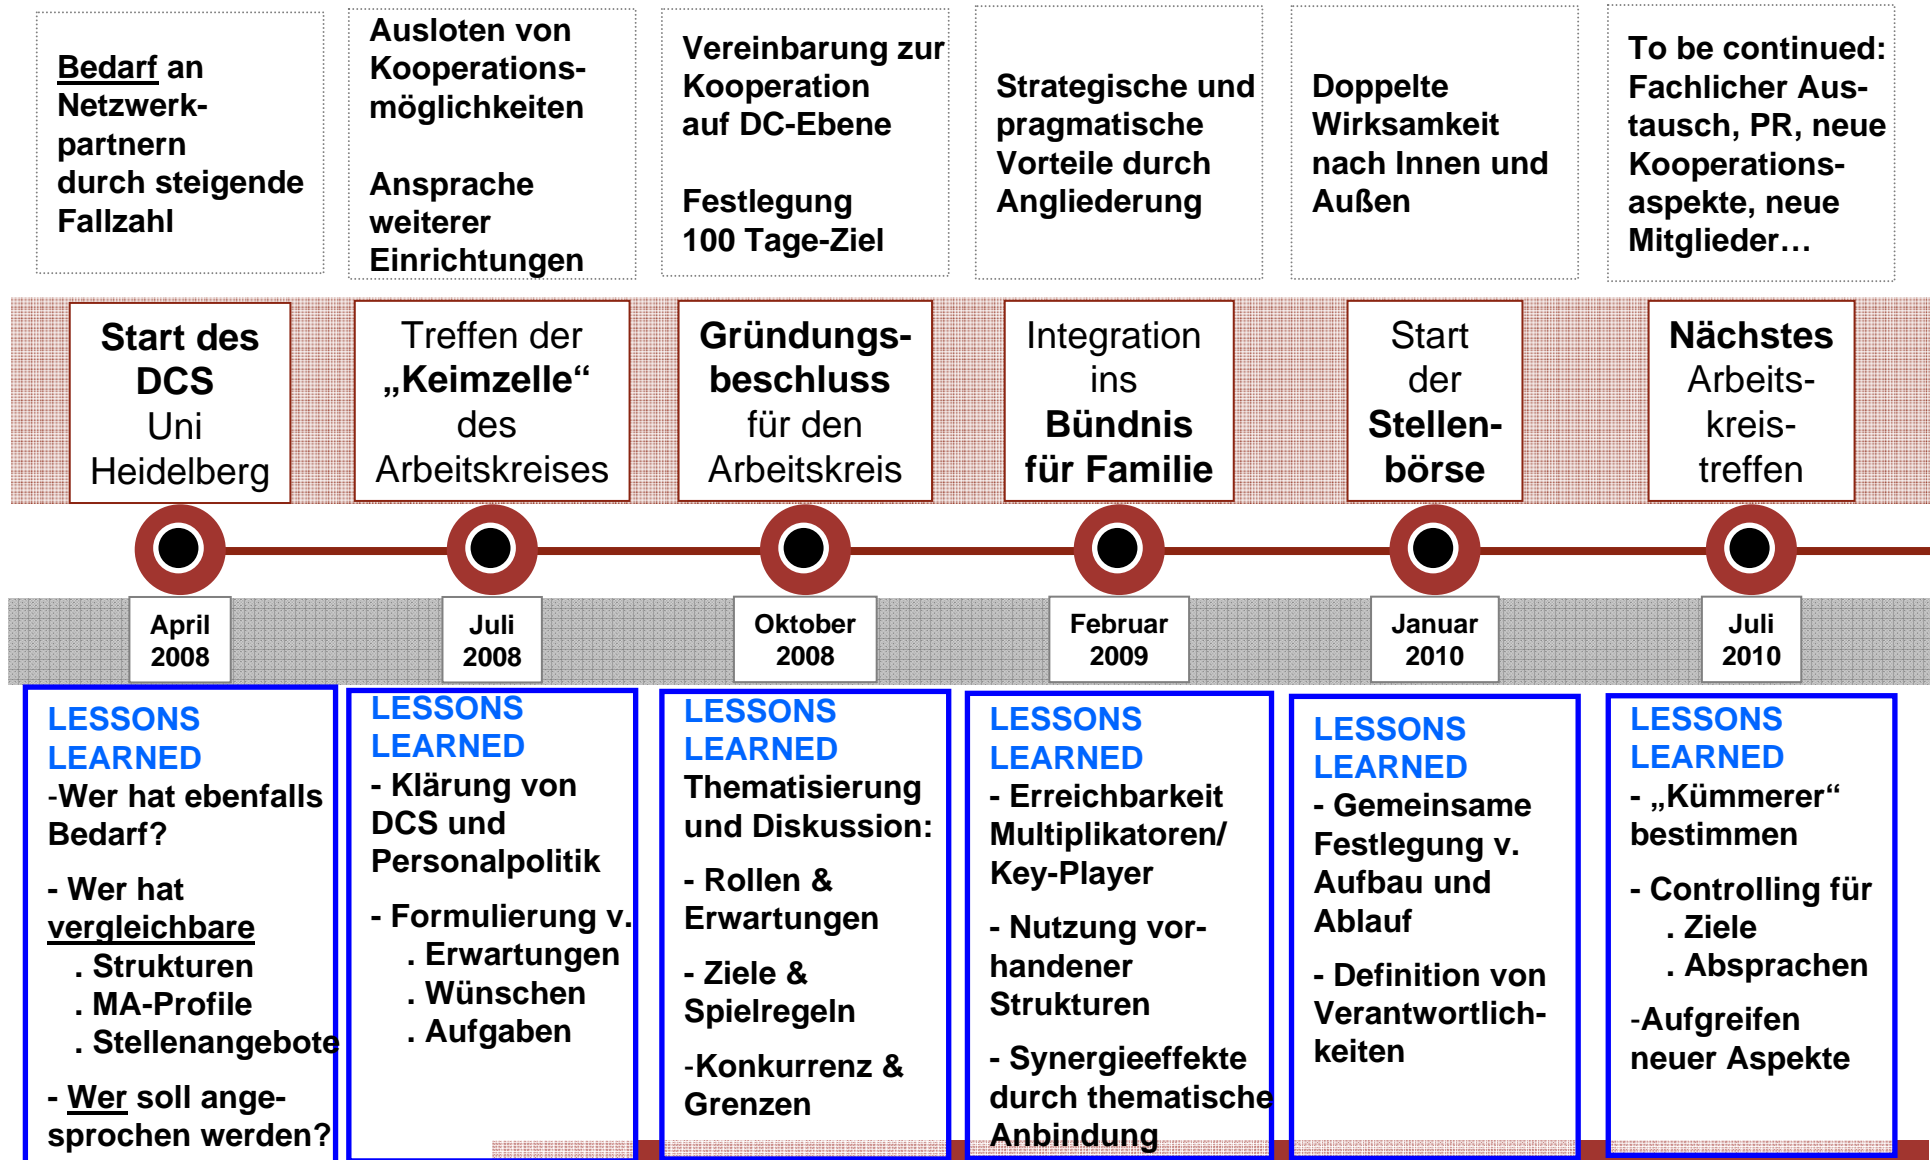 Bedarf an
Netzwerk-
partnern
durch steigende
Fallzahl
Ausloten von
Kooperations-
möglichkeiten
Ansprache
weiterer
Einrichtungen
Vereinbarung zur
Kooperation
auf DC-Ebene
Festlegung
100 Tage-Ziel
Strategische und
pragmatische
Vorteile durch
Angliederung
Doppelte
Wirksamkeit
nach Innen und
Außen
To be continued:
Fachlicher Aus-
tausch, PR, neue
Kooperations-
aspekte, neue
Mitglieder…
Start des
DCS
Uni
Heidelberg
Treffen der
„Keimzelle“
des
Arbeitskreises
Gründungs-
beschluss
für den
Arbeitskreis
Integration
ins
Bündnis
für Familie
Start
der
Stellen-
börse
Nächstes
Arbeits-
kreis-
treffen
April
2008
Juli
2008
Oktober
2008
Februar
2009
Januar
2010
Juli
2010
LESSONS
LEARNED
-Wer hat ebenfalls
Bedarf?
- Wer hat
vergleichbare
. Strukturen
. MA-Profile
. Stellenangebote
- Wer soll ange-
sprochen werden?
LESSONS
LEARNED
- Klärung von
DCS und
Personalpolitik
- Formulierung v.
. Erwartungen
. Wünschen
. Aufgaben
LESSONS
LEARNED
Thematisierung
und Diskussion:
- Rollen &
Erwartungen
- Ziele &
Spielregeln
-Konkurrenz &
Grenzen
LESSONS
LEARNED
- Erreichbarkeit
Multiplikatoren/
Key-Player
- Nutzung vor-
handener
Strukturen
- Synergieeffekte
durch thematische
Anbindung
LESSONS
LEARNED
- Gemeinsame
Festlegung v.
Aufbau und
Ablauf
- Definition von
Verantwortlich-
keiten
LESSONS
LEARNED
- „Kümmerer“
bestimmen
- Controlling für
. Ziele
. Absprachen
-Aufgreifen
neuer Aspekte